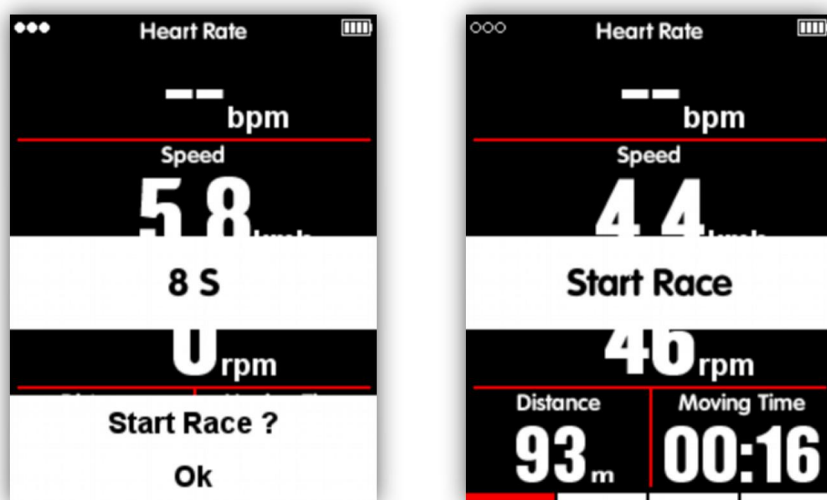 Heart Rate
-- bpm
Speed
5.8
8 S
0 rpm
Start Race ?
Ok
Heart Rate
-- bpm
Speed
4.4
Start Race
46 rpm
Distance
Moving Time
93 m
00:16